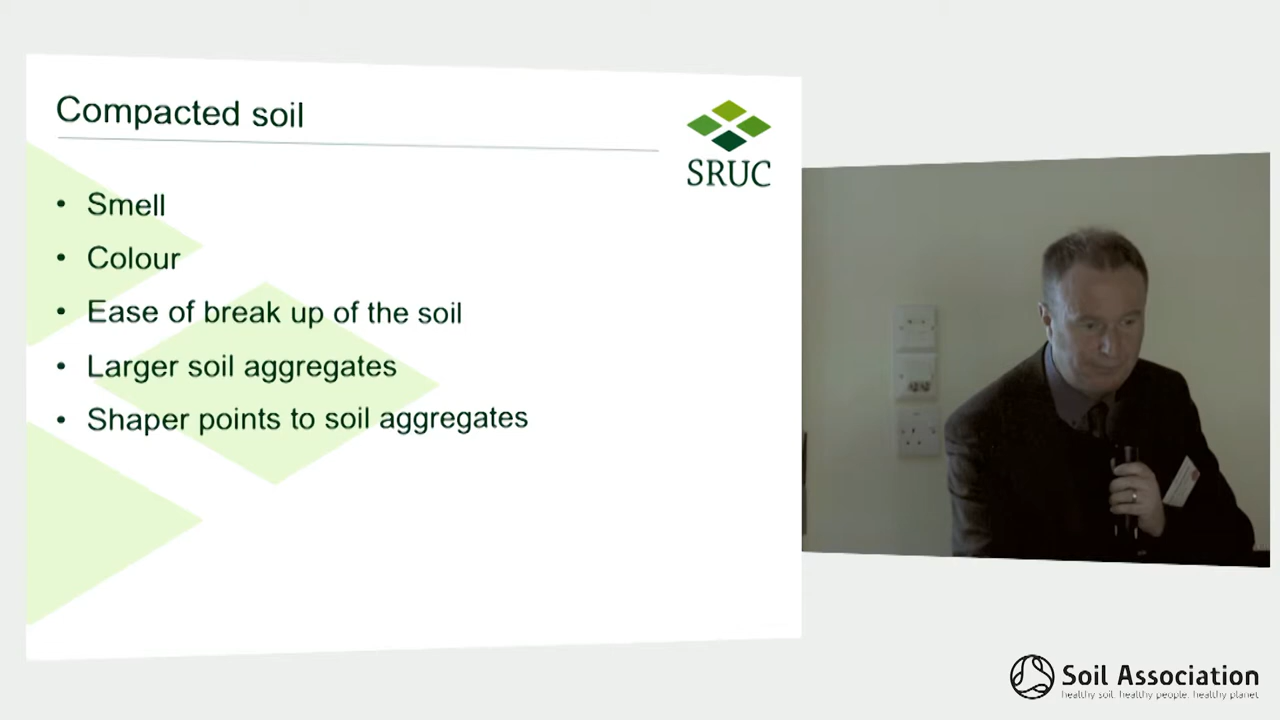 Compacted soil
SRUC
• Smell
• Colour
• Ease of break up of the soil
• Larger soil aggregates
• Shaper points to soil aggregates
Soil Association
healthy soil, healthy people, healthy planet